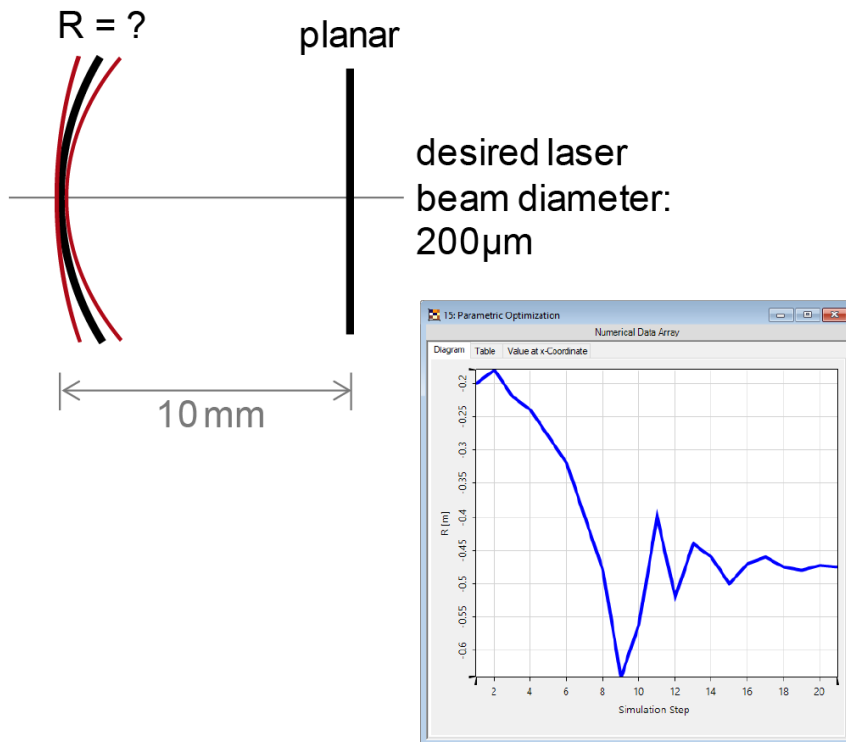 R = ?
planar
desired laser
beam diameter:
200µm
10 mm
15: Parametric Optimization
Numerical Data Array
Diagram Table Value at x-Coordinate
-0.2
-0.25
-0.3
-0.35
-0.4
-0.45
-0.5
-0.55
-0.6
R [m]
2 4 6 8 10 12 14 16 18 20
Simulation Step